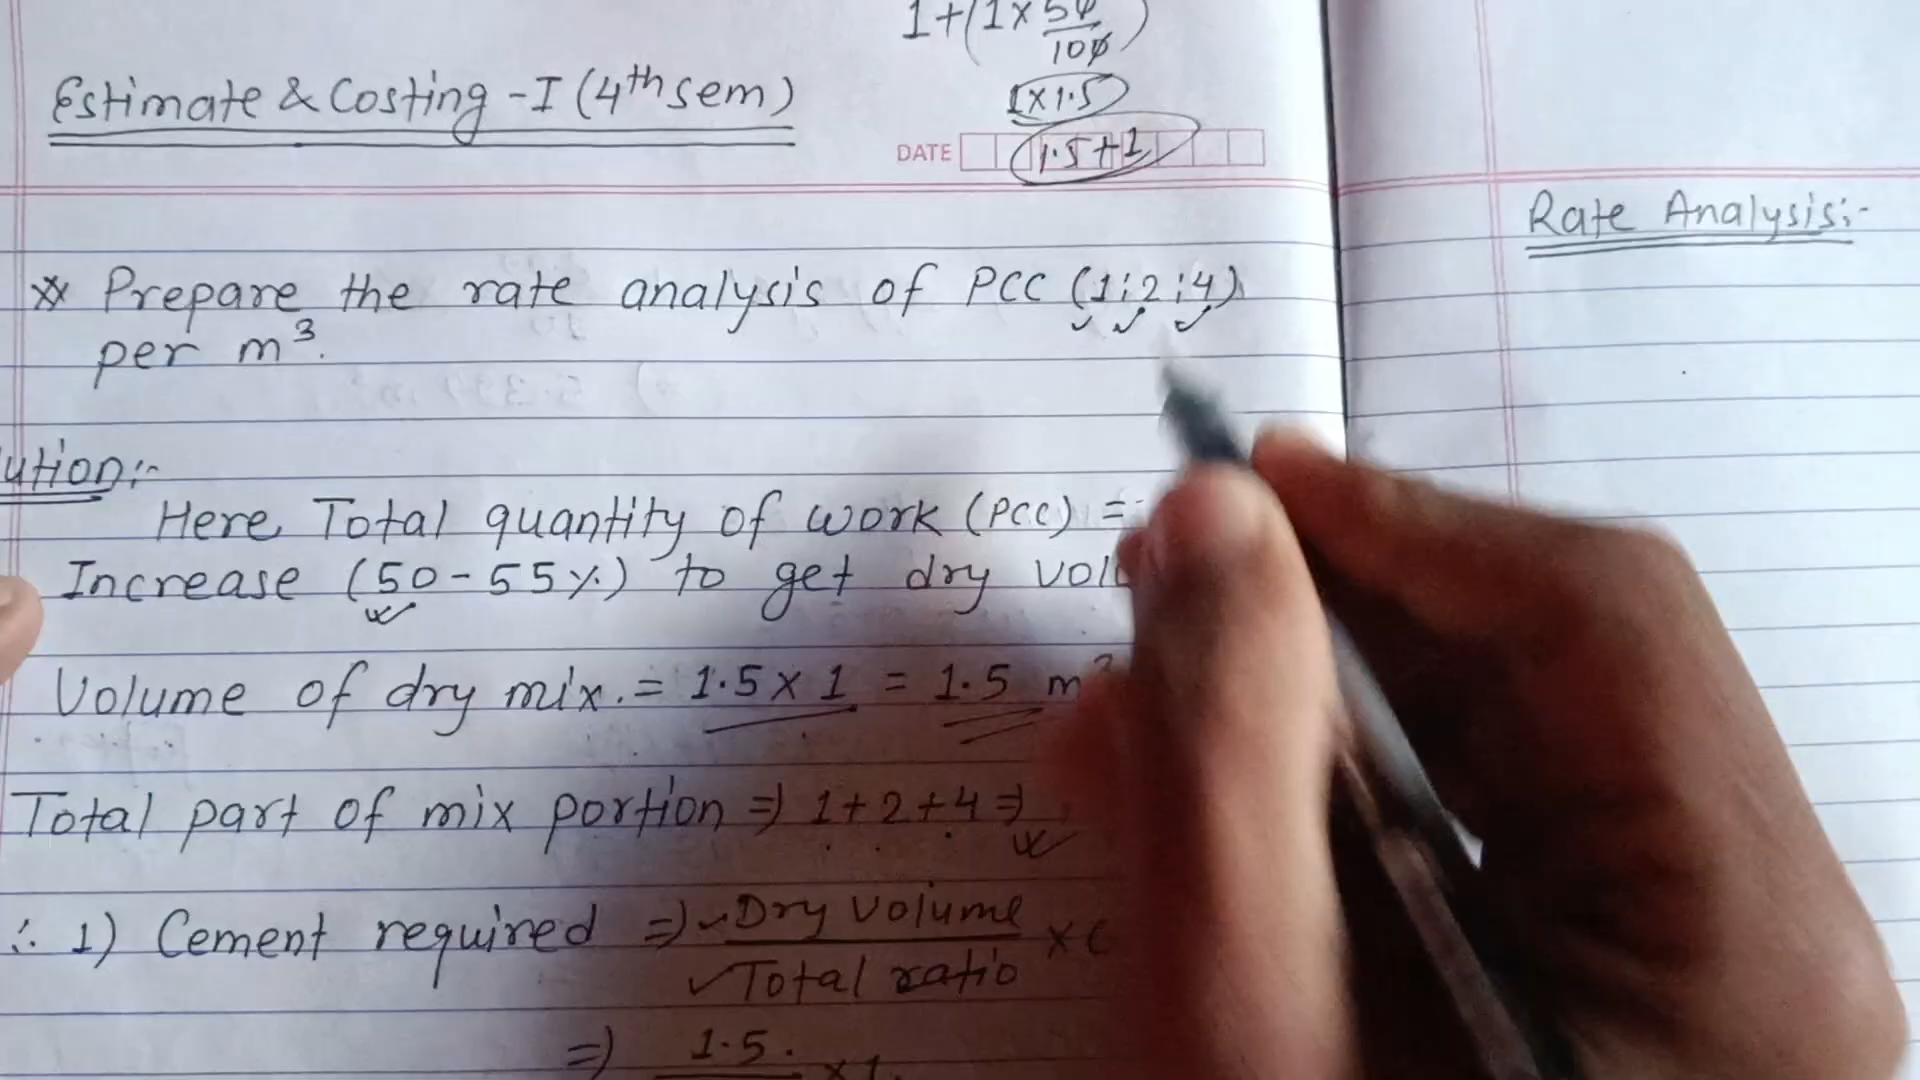 1+(1×50/100)
Estimate & Costing -I (4th sem)
1×1.5
DATE 1.5+1
Rate Analysis:-
** Prepare the rate analysis of PCC (1:2:4)
per m³.
ution:-
Here, Total quantity of work (PCC) =
Increase (50-55%) to get dry vol
Volume of dry mix. = 1.5×1 = 1.5 m³
Total part of mix portion => 1+2+4 =>
∴ 1) Cement required => Dry Volume / Total ratio × C
=> 1.5 ×1.